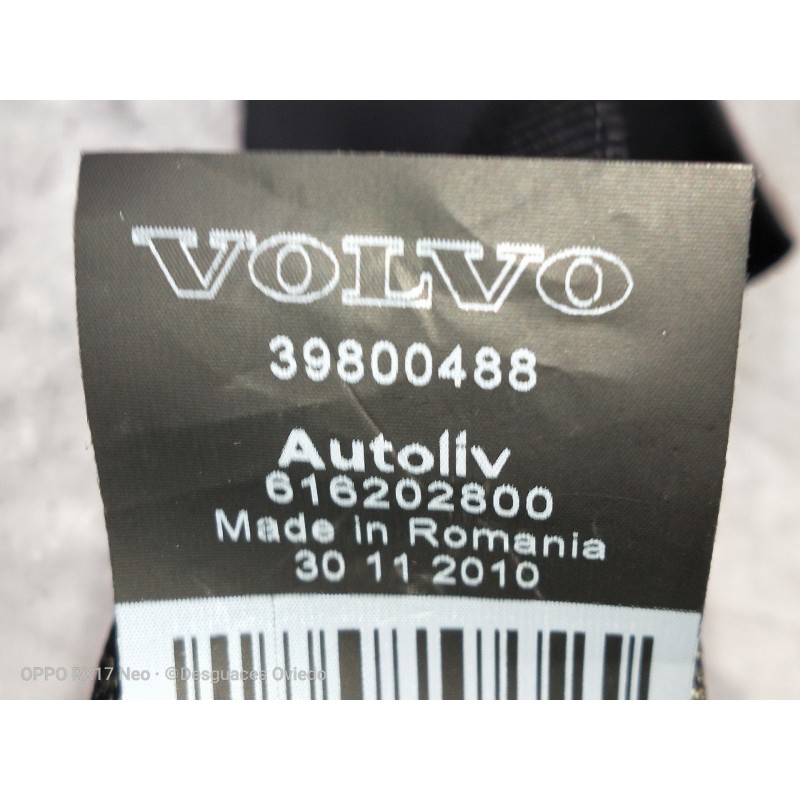 VOLVO
39800488
Autoliv
616202800
Made in Romania
30 11 2010
OPPO RX17 Neo · ©Desguaces Oviedo